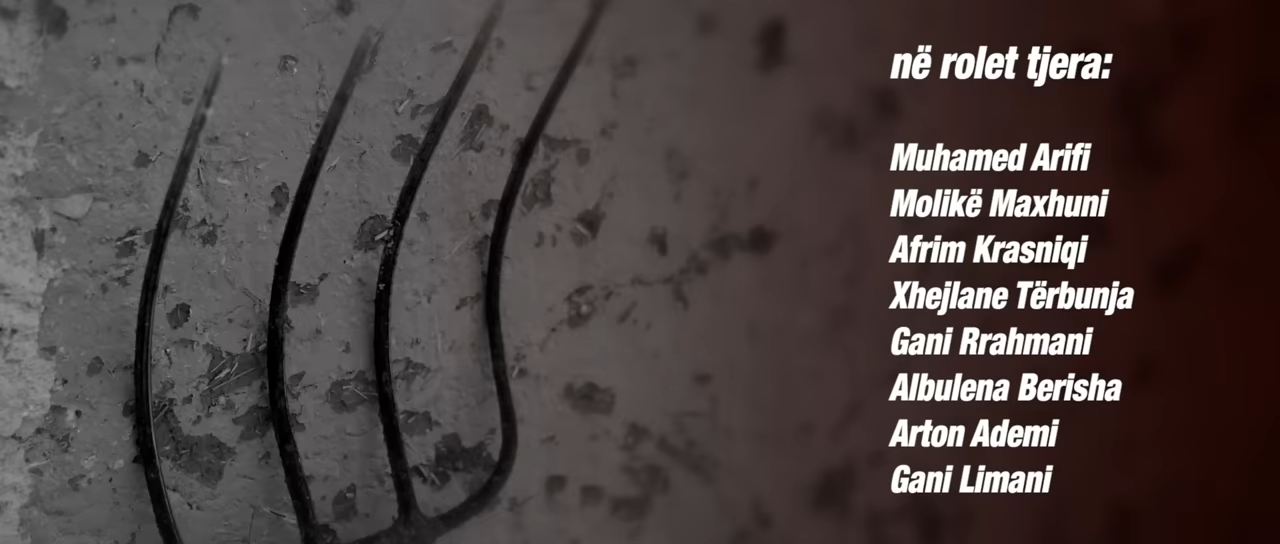 në rolet tjera:
Muhamed Arifi
Molikë Maxhuni
Afrim Krasniqi
Xhejlane Tërbunja
Gani Rrahmani
Albulena Berisha
Arton Ademi
Gani Limani